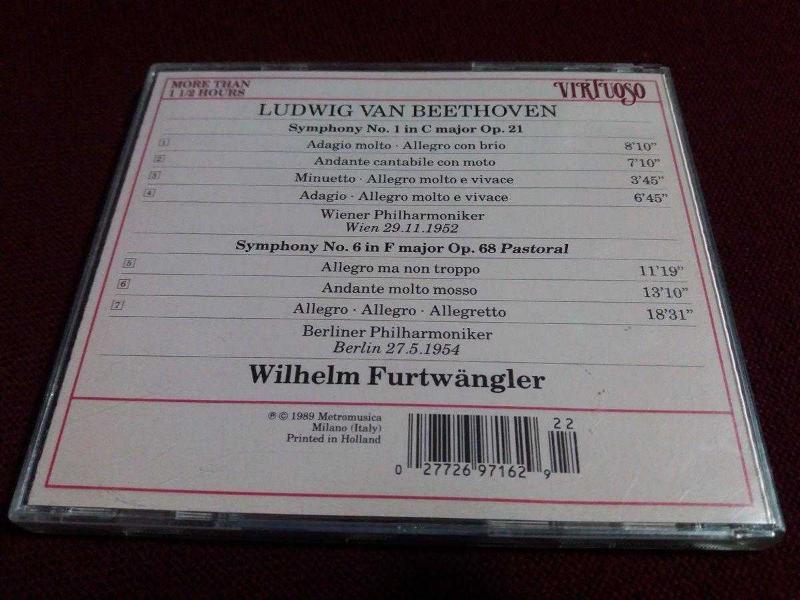 MORE THAN
1 1/2 HOURS
VIRTUOSO
LUDWIG VAN BEETHOVEN
Symphony No. 1 in C major Op. 21
1 Adagio molto · Allegro con brio 8'10"
2 Andante cantabile con moto 7'10"
3 Minuetto · Allegro molto e vivace 3'45"
4 Adagio · Allegro molto e vivace 6'45"
Wiener Philharmoniker
Wien 29.11.1952
Symphony No. 6 in F major Op. 68 Pastoral
5 Allegro ma non troppo 11'19"
6 Andante molto mosso 13'10"
7 Allegro · Allegro · Allegretto 18'31"
Berliner Philharmoniker
Berlin 27.5.1954
Wilhelm Furtwängler
℗ © 1989 Metromusica
Milano (Italy)
Printed in Holland
22
0 27726 97162 9